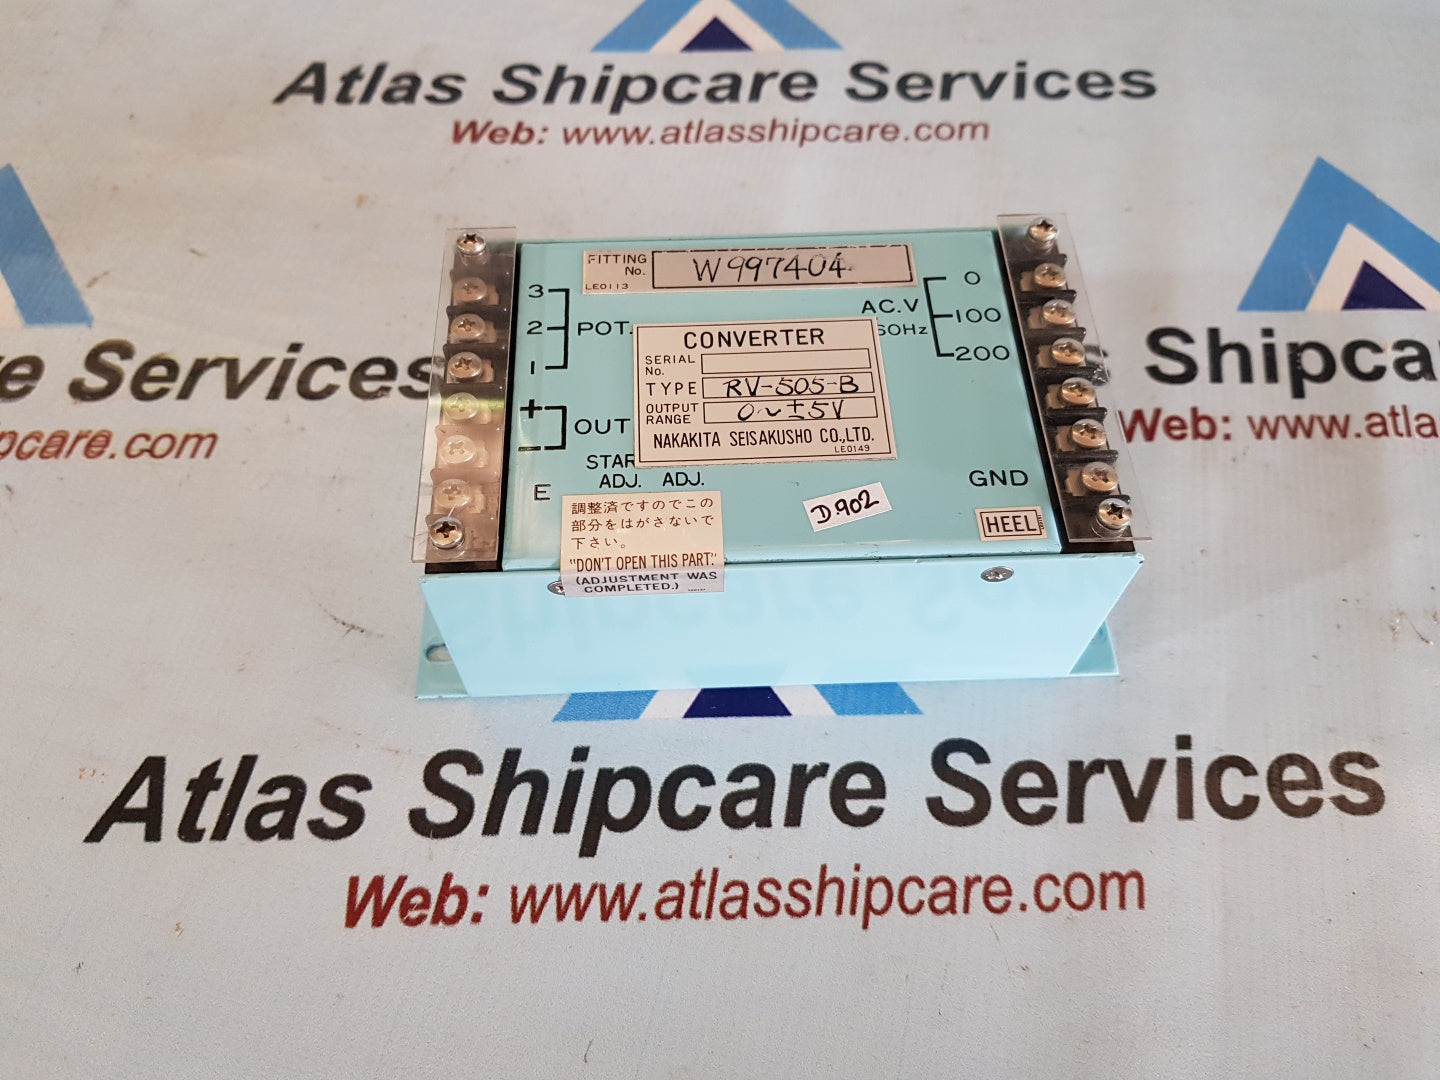 Atlas Shipcare Services
Web: www.atlasshipcare.com
FITTING No. W997404
LE0113
3
2 POT.
1
+
OUT
-
E
STAR
ADJ. ADJ.
AC.V
60Hz
0
100
200
GND
CONVERTER
SERIAL No.
TYPE RV-505-B
OUTPUT RANGE 0~±5V
NAKAKITA SEISAKUSHO CO.,LTD.
LE0149
D.902
HEEL
調整済ですのでこの
部分をはがさないで
下さい。
"DON'T OPEN THIS PART."
(ADJUSTMENT WAS
COMPLETED.)
e Services
pcare.com
s Shipca
Web: www.atla
Atlas Shipcare Services
Web: www.atlasshipcare.com